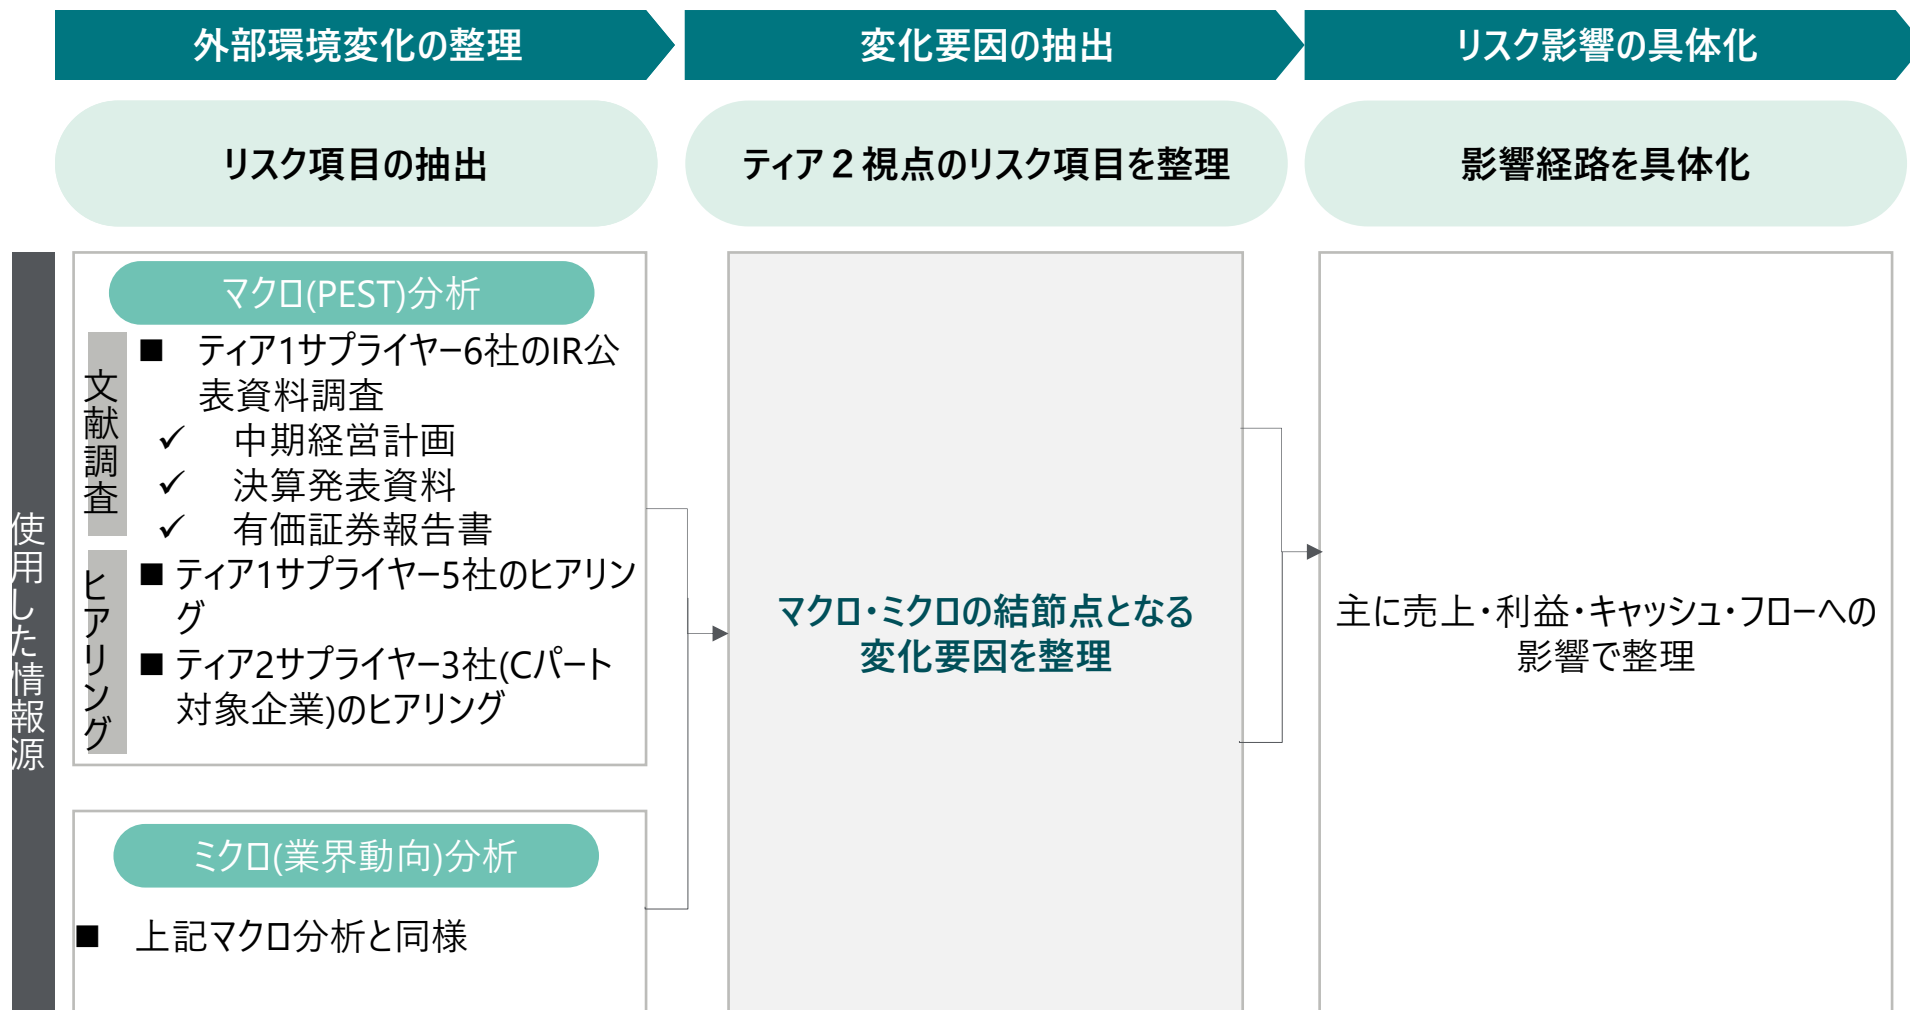 外部環境変化の整理
変化要因の抽出
リスク影響の具体化
リスク項目の抽出
ティア２視点のリスク項目を整理
影響経路を具体化
使用した情報源
マクロ(PEST)分析
文献調査
■ ティア1サプライヤー6社のIR公
表資料調査
✓ 中期経営計画
✓ 決算発表資料
✓ 有価証券報告書
ヒアリング
■ ティア1サプライヤー5社のヒアリン
グ
■ ティア2サプライヤー3社(Cパート
対象企業)のヒアリング
ミクロ(業界動向)分析
■ 上記マクロ分析と同様
マクロ・ミクロの結節点となる
変化要因を整理
主に売上・利益・キャッシュ・フローへの
影響で整理